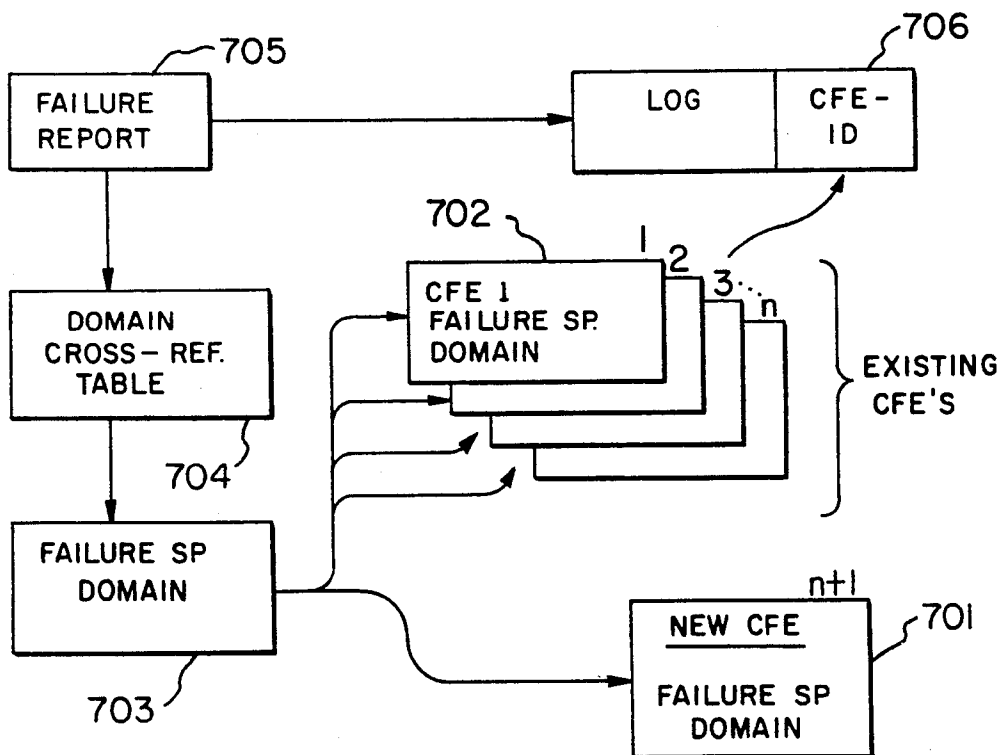 705
706
FAILURE
REPORT
LOG
CFE-
ID
702
1
2
3...
n
CFE 1
FAILURE SP.
DOMAIN
DOMAIN
CROSS-REF.
TABLE
EXISTING
CFE'S
704
FAILURE SP
DOMAIN
n+1
NEW CFE
701
FAILURE SP
DOMAIN
703